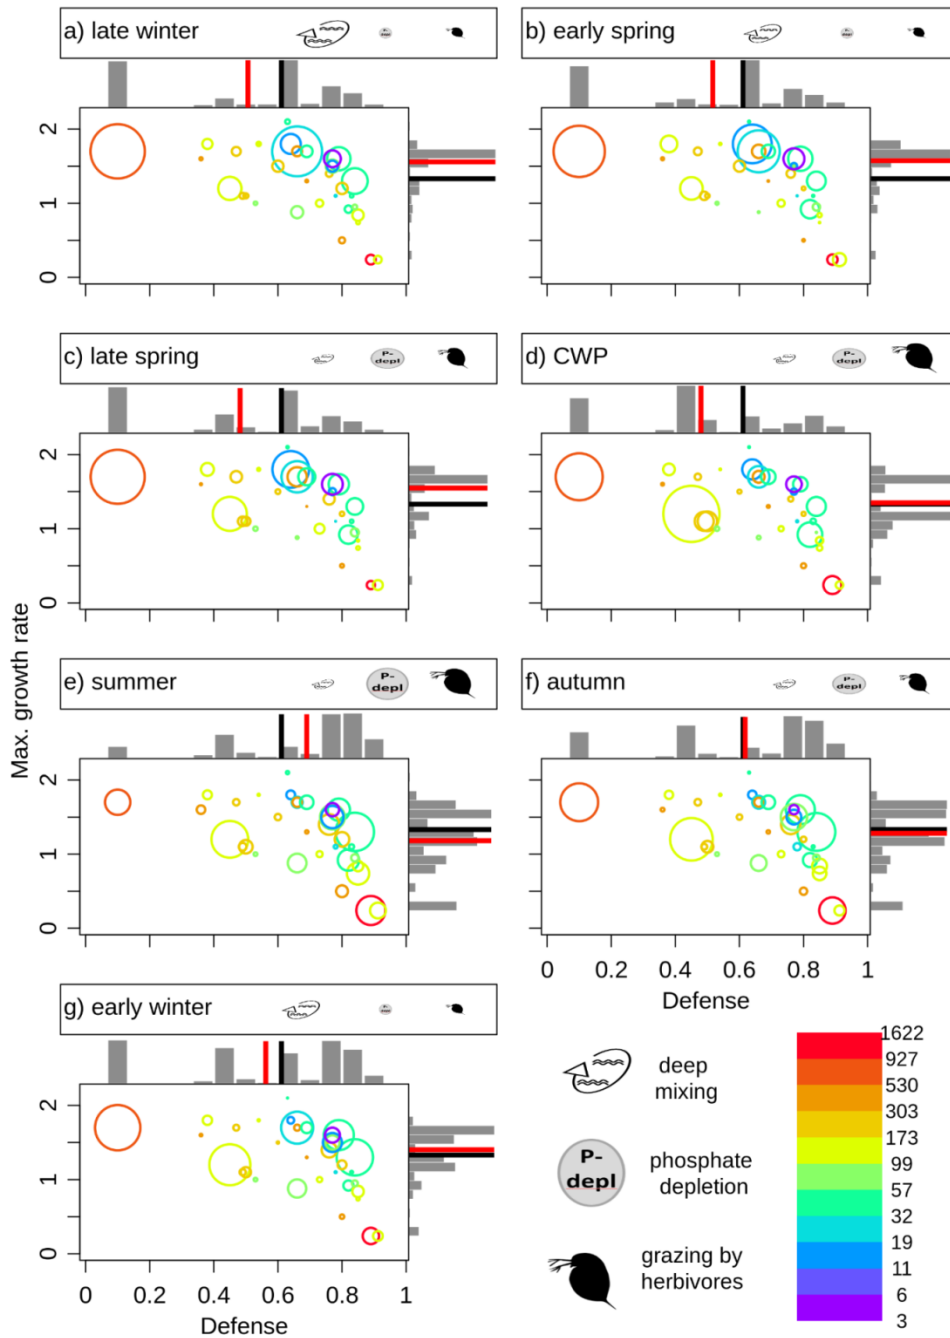 a) late winter
b) early spring
2
1
0
2
1
0
c) late spring
P-
depl
d) CWP
P-
depl
2
1
0
2
1
0
Max. growth rate
e) summer
P-
depl
f) autumn
P-
depl
2
1
0
0 0.2 0.4 0.6 0.8 1
Defense
2
1
0
g) early winter
2
1
0
0 0.2 0.4 0.6 0.8 1
Defense
deep
mixing
P-
depl
phosphate
depletion
grazing by
herbivores
1622
927
530
303
173
99
57
32
19
11
6
3